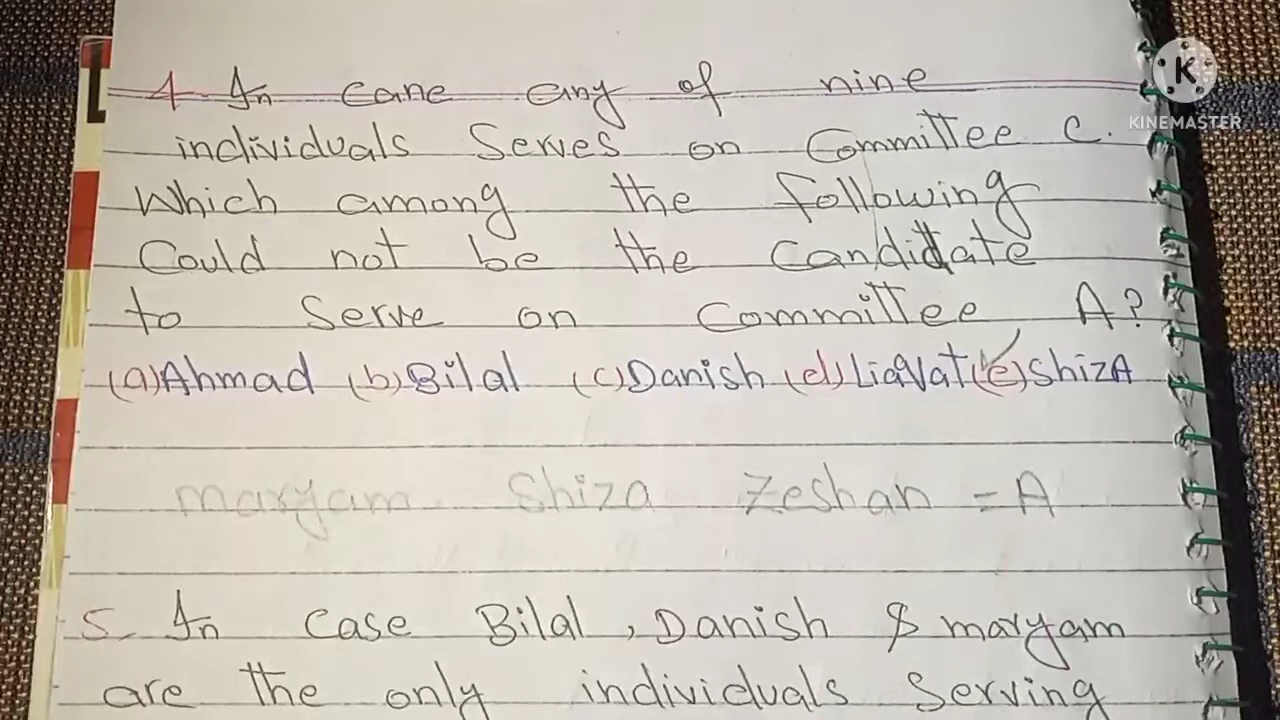 4. In cane any of nine
individuals Serves on Committee C.
Which among the following
Could not be the Candidate
to Serve on Committee A?
(a) Ahmad (b) Bilal (c) Danish (d) Liaqat (e) ShizA
maryam Shiza Zeshan = A
5. In case Bilal, Danish & maryam
are the only individuals Serving
K
KINEMASTER